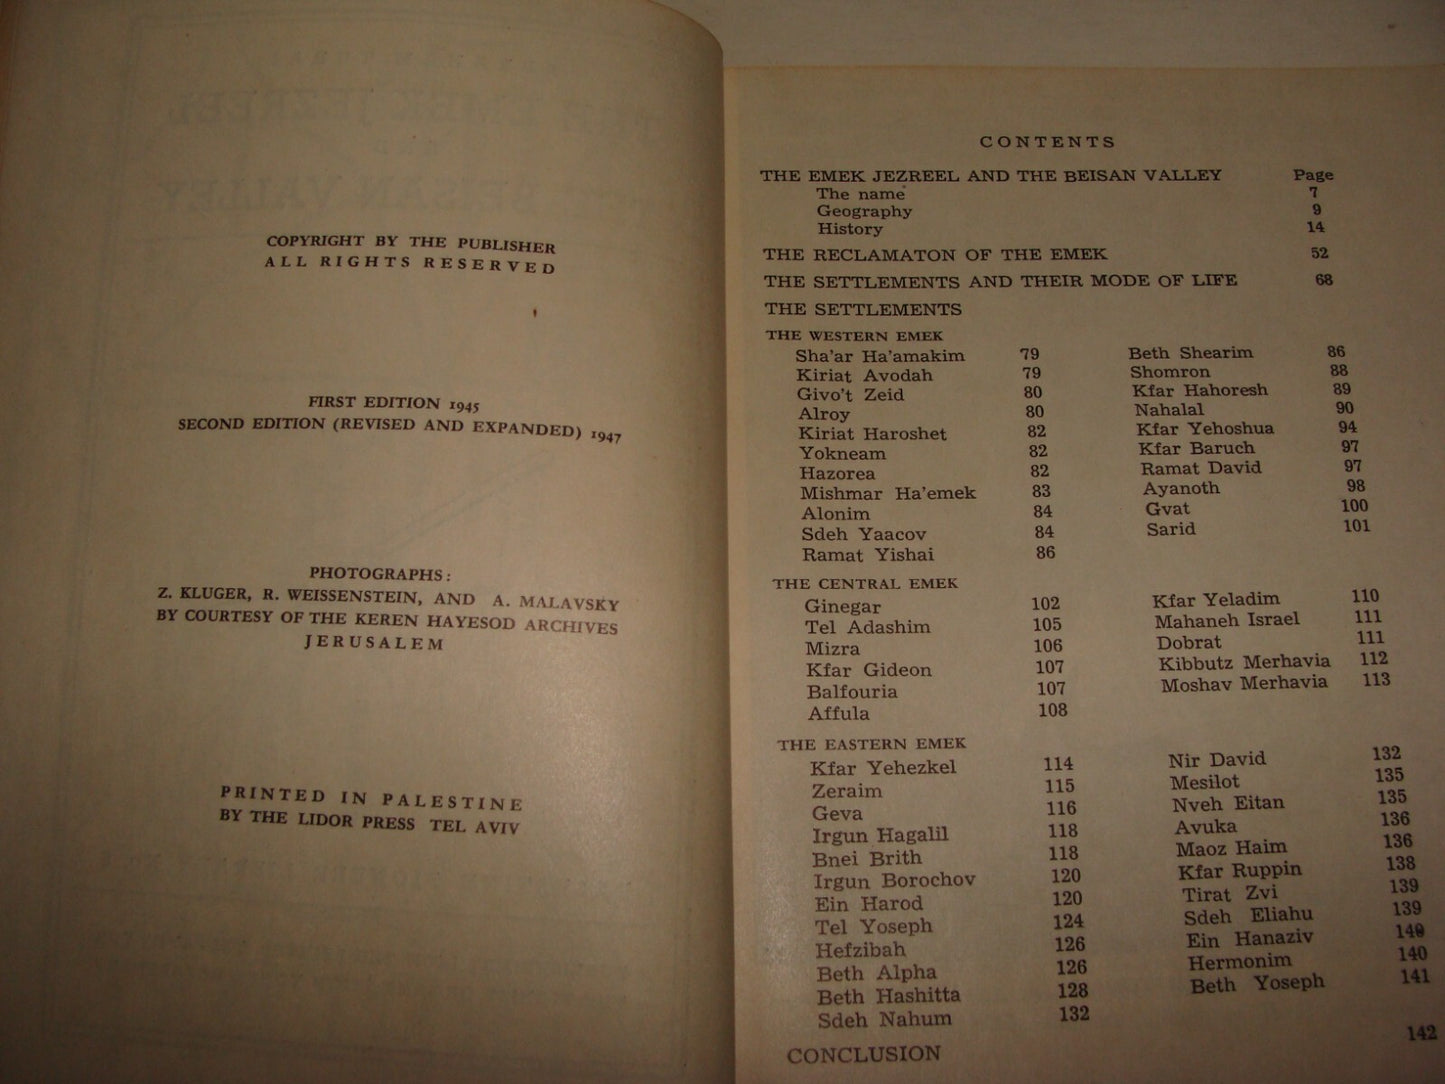 COPYRIGHT BY THE PUBLISHER
ALL RIGHTS RESERVED
FIRST EDITION 1945
SECOND EDITION (REVISED AND EXPANDED) 1947
PHOTOGRAPHS:
Z. KLUGER, R. WEISSENSTEIN, AND A. MALAVSKY
BY COURTESY OF THE KEREN HAYESOD ARCHIVES
JERUSALEM
PRINTED IN PALESTINE
BY THE LIDOR PRESS TEL AVIV
CONTENTS
THE EMEK JEZREEL AND THE BEISAN VALLEY Page
The name 7
Geography 9
History 14
THE RECLAMATON OF THE EMEK 52
THE SETTLEMENTS AND THEIR MODE OF LIFE 68
THE SETTLEMENTS
THE WESTERN EMEK
Sha'ar Ha'amakim 79
Kiriat Avodah 79
Givo't Zeid 80
Alroy 80
Kiriat Haroshet 82
Yokneam 82
Hazorea 82
Mishmar Ha'emek 83
Alonim 84
Sdeh Yaacov 84
Ramat Yishai 86
Beth Shearim 86
Shomron 88
Kfar Hahoresh 89
Nahalal 90
Kfar Yehoshua 94
Kfar Baruch 97
Ramat David 97
Ayanoth 98
Gvat 100
Sarid 101
THE CENTRAL EMEK
Ginegar 102
Tel Adashim 105
Mizra 106
Kfar Gideon 107
Balfouria 107
Affula 108
Kfar Yeladim 110
Mahaneh Israel 111
Dobrat 111
Kibbutz Merhavia 112
Moshav Merhavia 113
THE EASTERN EMEK
Kfar Yehezkel 114
Zeraim 115
Geva 116
Irgun Hagalil 118
Bnei Brith 118
Irgun Borochov 120
Ein Harod 120
Tel Yoseph 124
Hefzibah 126
Beth Alpha 126
Beth Hashitta 128
Sdeh Nahum 132
Nir David 132
Mesilot 135
Nveh Eitan 135
Avuka 136
Maoz Haim 136
Kfar Ruppin 138
Tirat Zvi 139
Sdeh Eliahu 139
Ein Hanaziv 140
Hermonim 140
Beth Yoseph 141
CONCLUSION 142